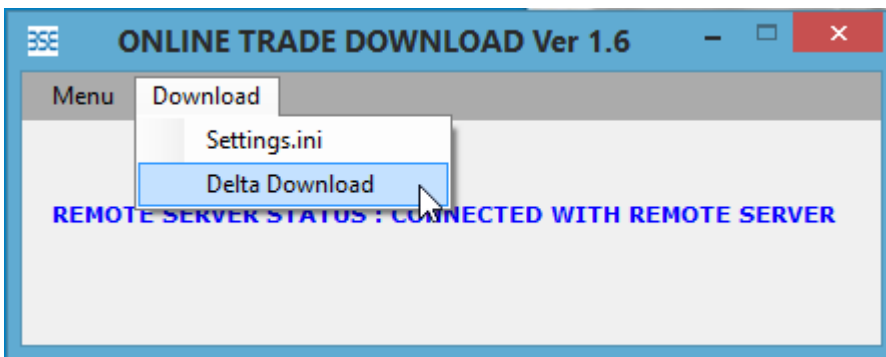 BSE ONLINE TRADE DOWNLOAD Ver 1.6
Menu Download
Settings.ini
Delta Download
REMOTE SERVER STATUS : CONNECTED WITH REMOTE SERVER